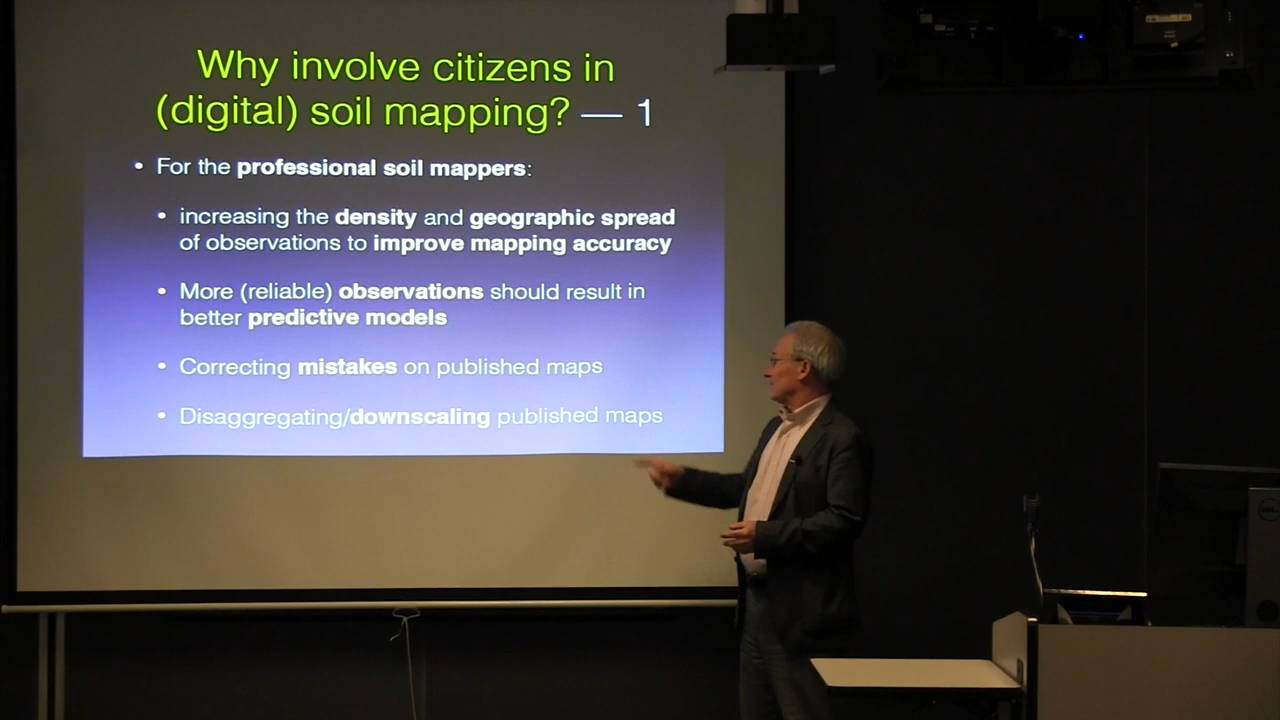 Why involve citizens in
(digital) soil mapping? — 1
• For the professional soil mappers:
• increasing the density and geographic spread
of observations to improve mapping accuracy
• More (reliable) observations should result in
better predictive models
• Correcting mistakes on published maps
• Disaggregating/downscaling published maps